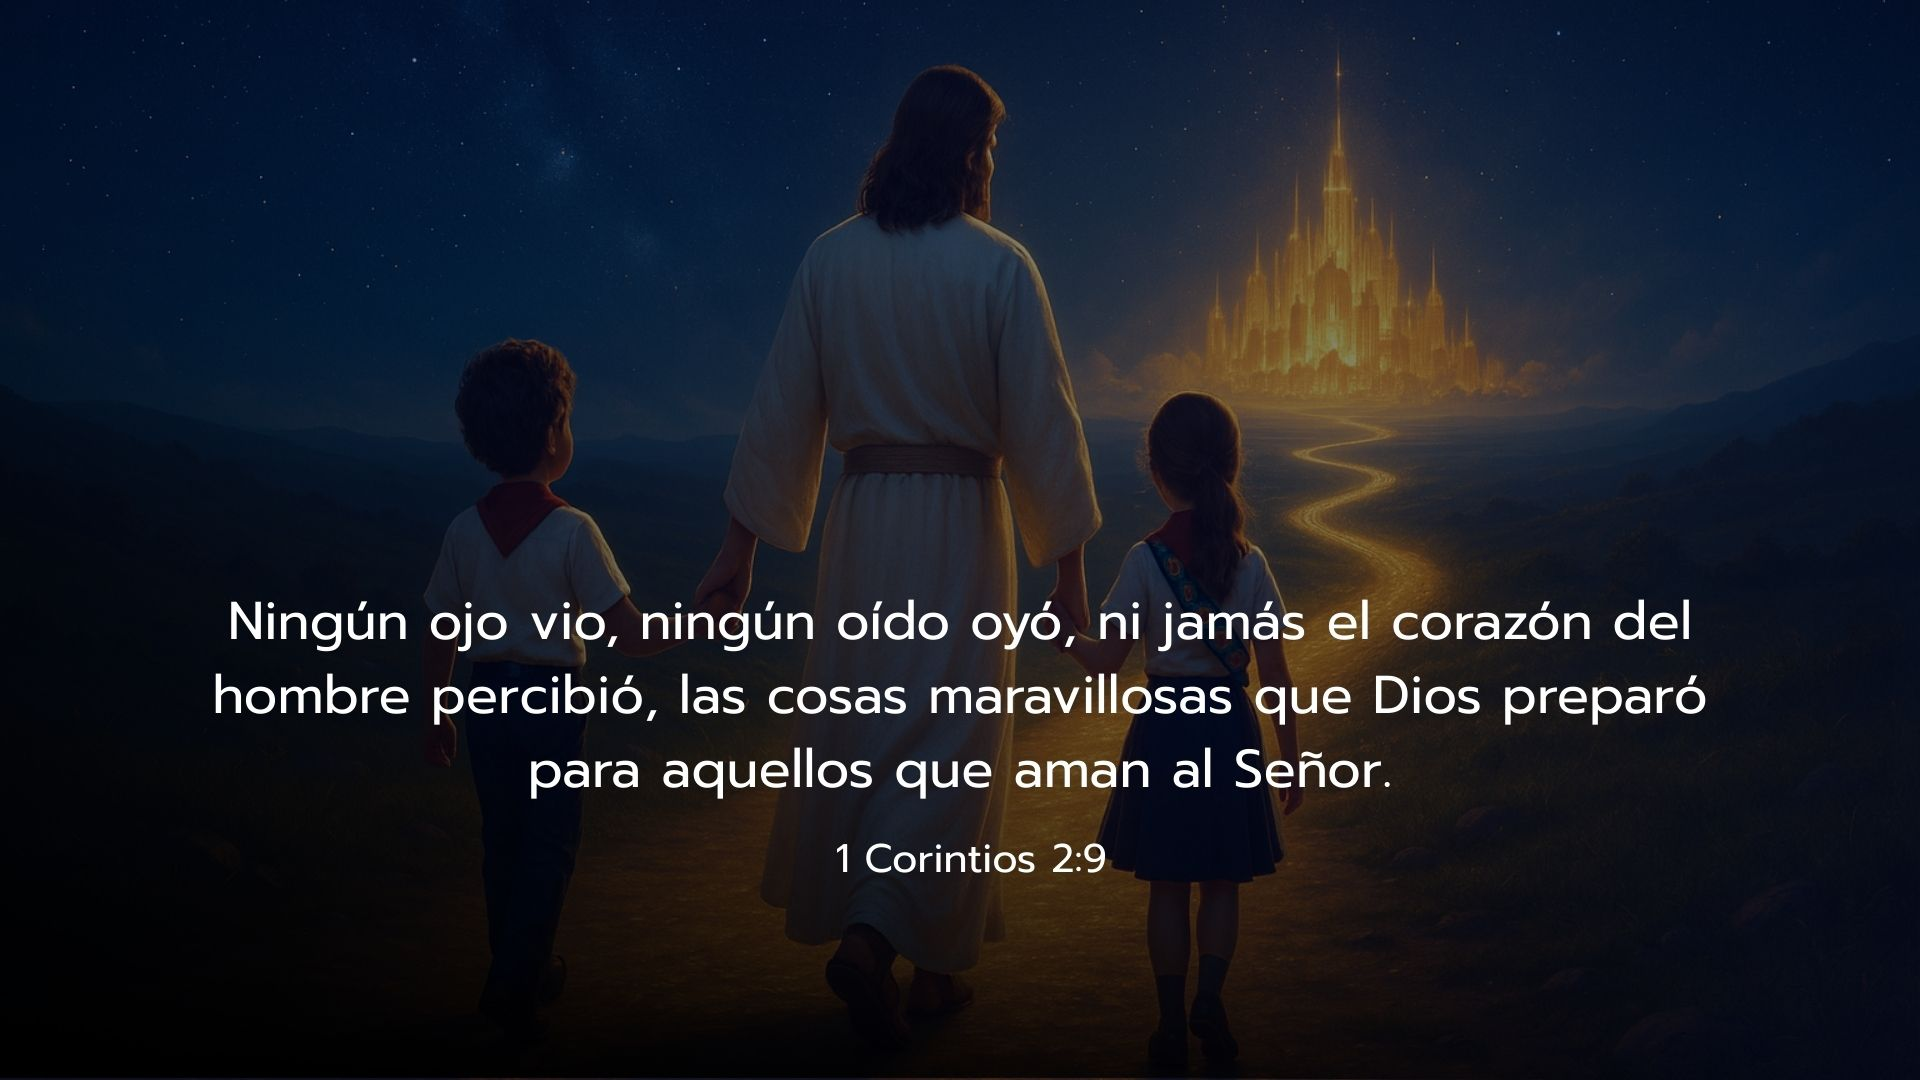 Ningún ojo vio, ningún oído oyó, ni jamás el corazón del
hombre percibió, las cosas maravillosas que Dios preparó
para aquellos que aman al Señor.
1 Corintios 2:9